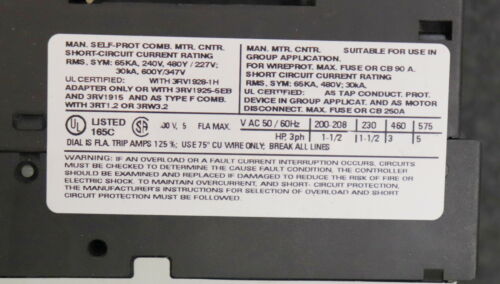 MAN. SELF-PROT COMB. MTR. CNTR.
SHORT-CIRCUIT CURRENT RATING
RMS, SYM: 65KA, 240V, 480Y / 227V;
30kA, 600Y/347V
UL CERTIFIED: WITH 3RV1928-1H
ADAPTER ONLY OR WITH 3RV1925-5EB
AND 3RV1915 AND AS TYPE F COMB.
WITH 3RT1,2 OR 3RW3,2
MAN. MTR. CNTR. SUITABLE FOR USE IN
GROUP APPLICATION.
FOR WIREPROT. MAX. FUSE OR CB 90 A.
SHORT CIRCUIT CURRENT RATING
RMS, SYM: 65KA, 480V; 30kA,
UL CERTIFIED: AS TAP CONDUCT. PROT.
DEVICE IN GROUP APPLICAT. AND AS MOTOR
DISCONNECT. MAX. FUSE OR CB 250A
UL LISTED 165C SA 00 V, 5 FLA MAX.
V AC 50 / 60Hz 200-208 230 460 575
HP, 3ph 1-1/2 1-1/2 3 5
DIAL IS FLA. TRIP AMPS 125 %; USE 75° CU WIRE ONLY; BREAK ALL LINES
WARNING: IF AN OVERLOAD OR A FAULT CURRENT INTERRUPTION OCCURS, CIRCUITS
MUST BE CHECKED TO DETERMINE THE CAUSE FAULT CONDITION, THE CONTROLLER
SHOULD BE EXAMINED AND REPLACED IF DAMAGED TO REDUCE THE RISK OF FIRE OR
ELECTRIC SHOCK. TO MAINTAIN OVERLOAD AND SHORT - CIRCUIT PROTECTION,
THE MANUFACTURER'S INSTRUCTIONS FOR SELECTION OF OVERLOAD AND SHORT
CIRCUIT PROTECTION MUST BE FOLLOWED